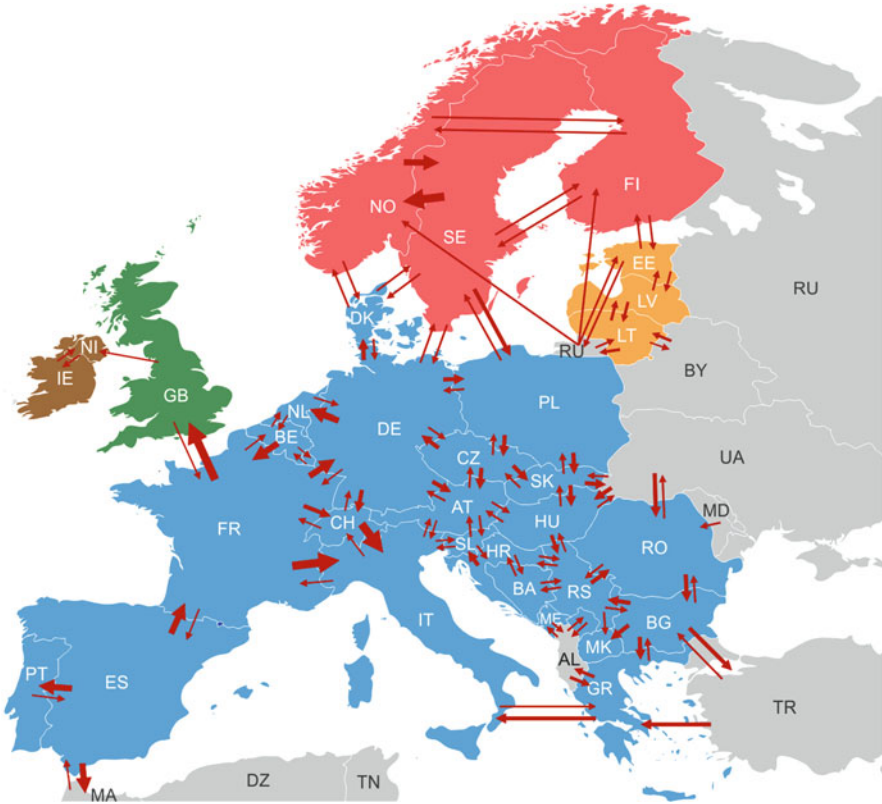 FI
NO
SE
EE
LV
RU
DK
LT
RU
NI
IE
BY
GB
NL
PL
BE
DE
CZ
UA
SK
AT
MD
FR
CH
HU
SL
HR
RO
BA
RS
IT
ME
BG
MK
AL
PT
ES
GR
TR
DZ
TN
MA